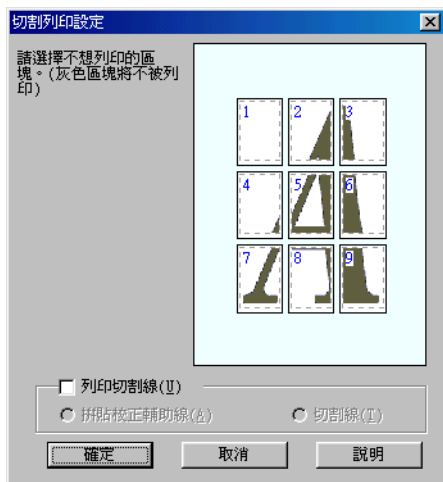 切割列印設定
請選擇不想列印的區
塊。(灰色區塊將不被列
印)
1 2 3
4 5 6
7 8 9
列印切割線(U)
拼貼校正輔助線(A) 切割線(T)
確定 取消 說明